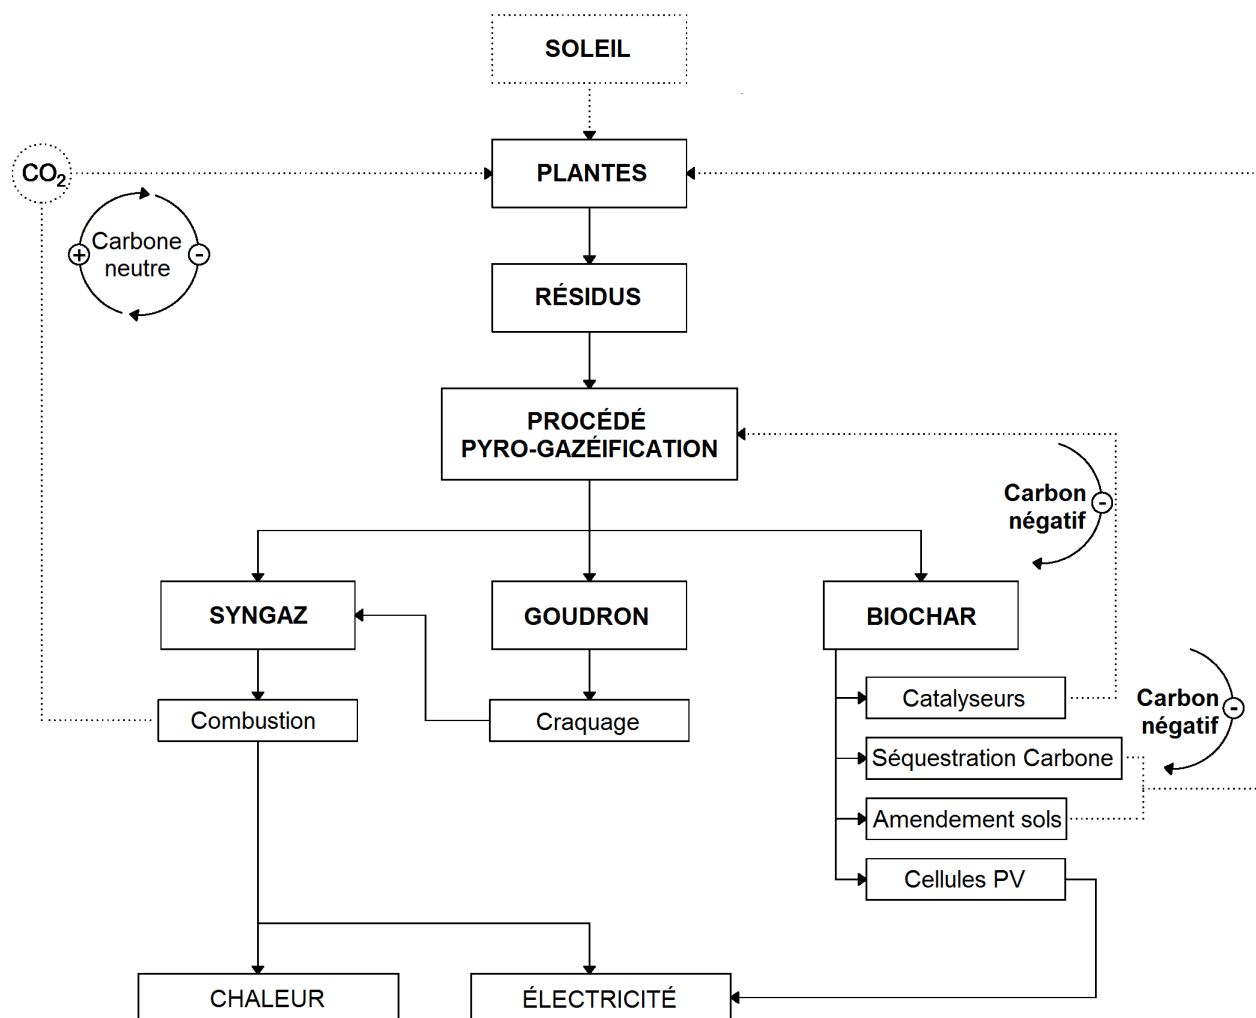 SOLEIL
CO₂
PLANTES
Carbone
neutre
+
-
RÉSIDUS
PROCÉDÉ
PYRO-GAZÉIFICATION
Carbon
négatif
-
SYNGAZ
GOUDRON
BIOCHAR
Combustion
Craquage
Catalyseurs
Carbon
négatif
-
Séquestration Carbone
Amendement sols
Cellules PV
CHALEUR
ÉLECTRICITÉ